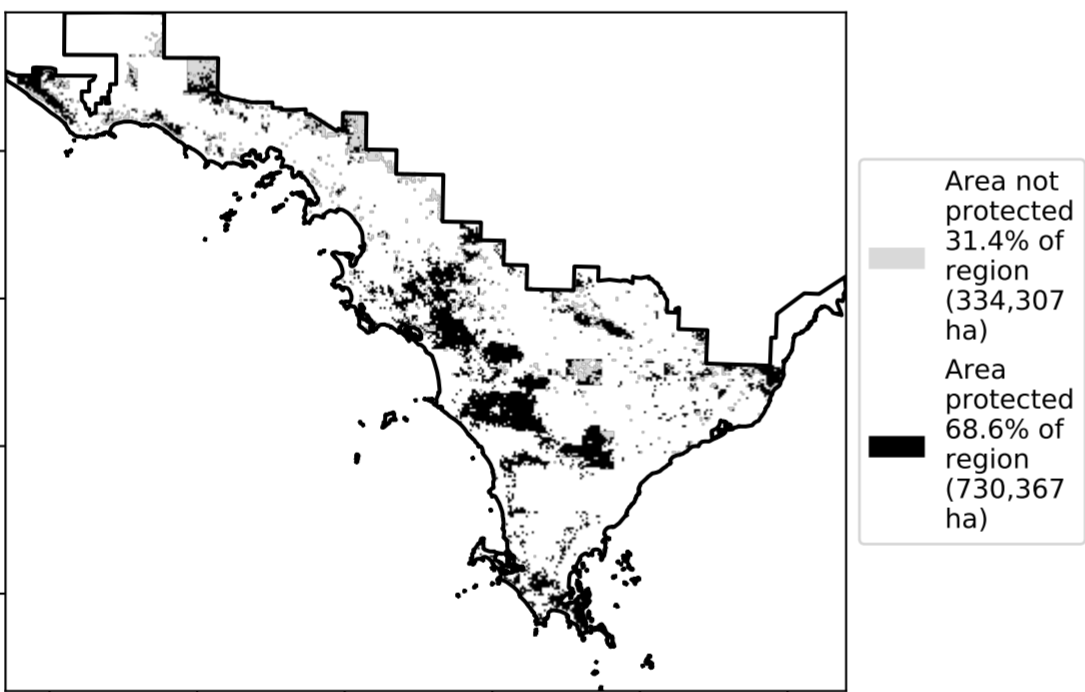 Area not
protected
31.4% of
region
(334,307
ha)
Area
protected
68.6% of
region
(730,367
ha)